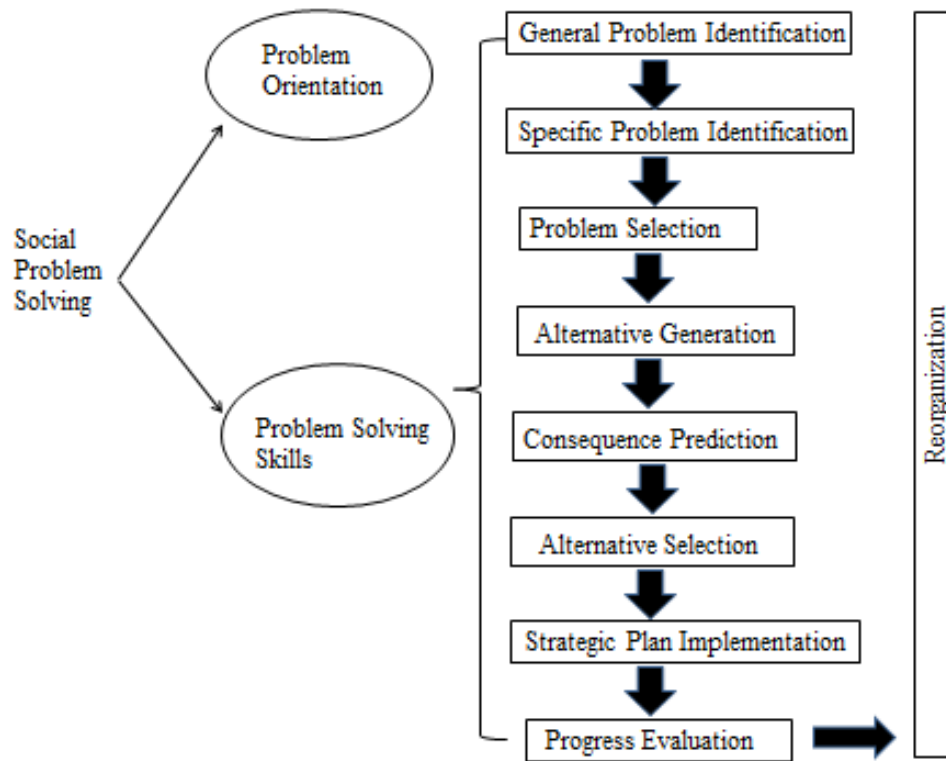 Problem
Orientation
Social
Problem
Solving
Problem Solving
Skills
General Problem Identification
Specific Problem Identification
Problem Selection
Alternative Generation
Consequence Prediction
Alternative Selection
Strategic Plan Implementation
Progress Evaluation
Reorganization